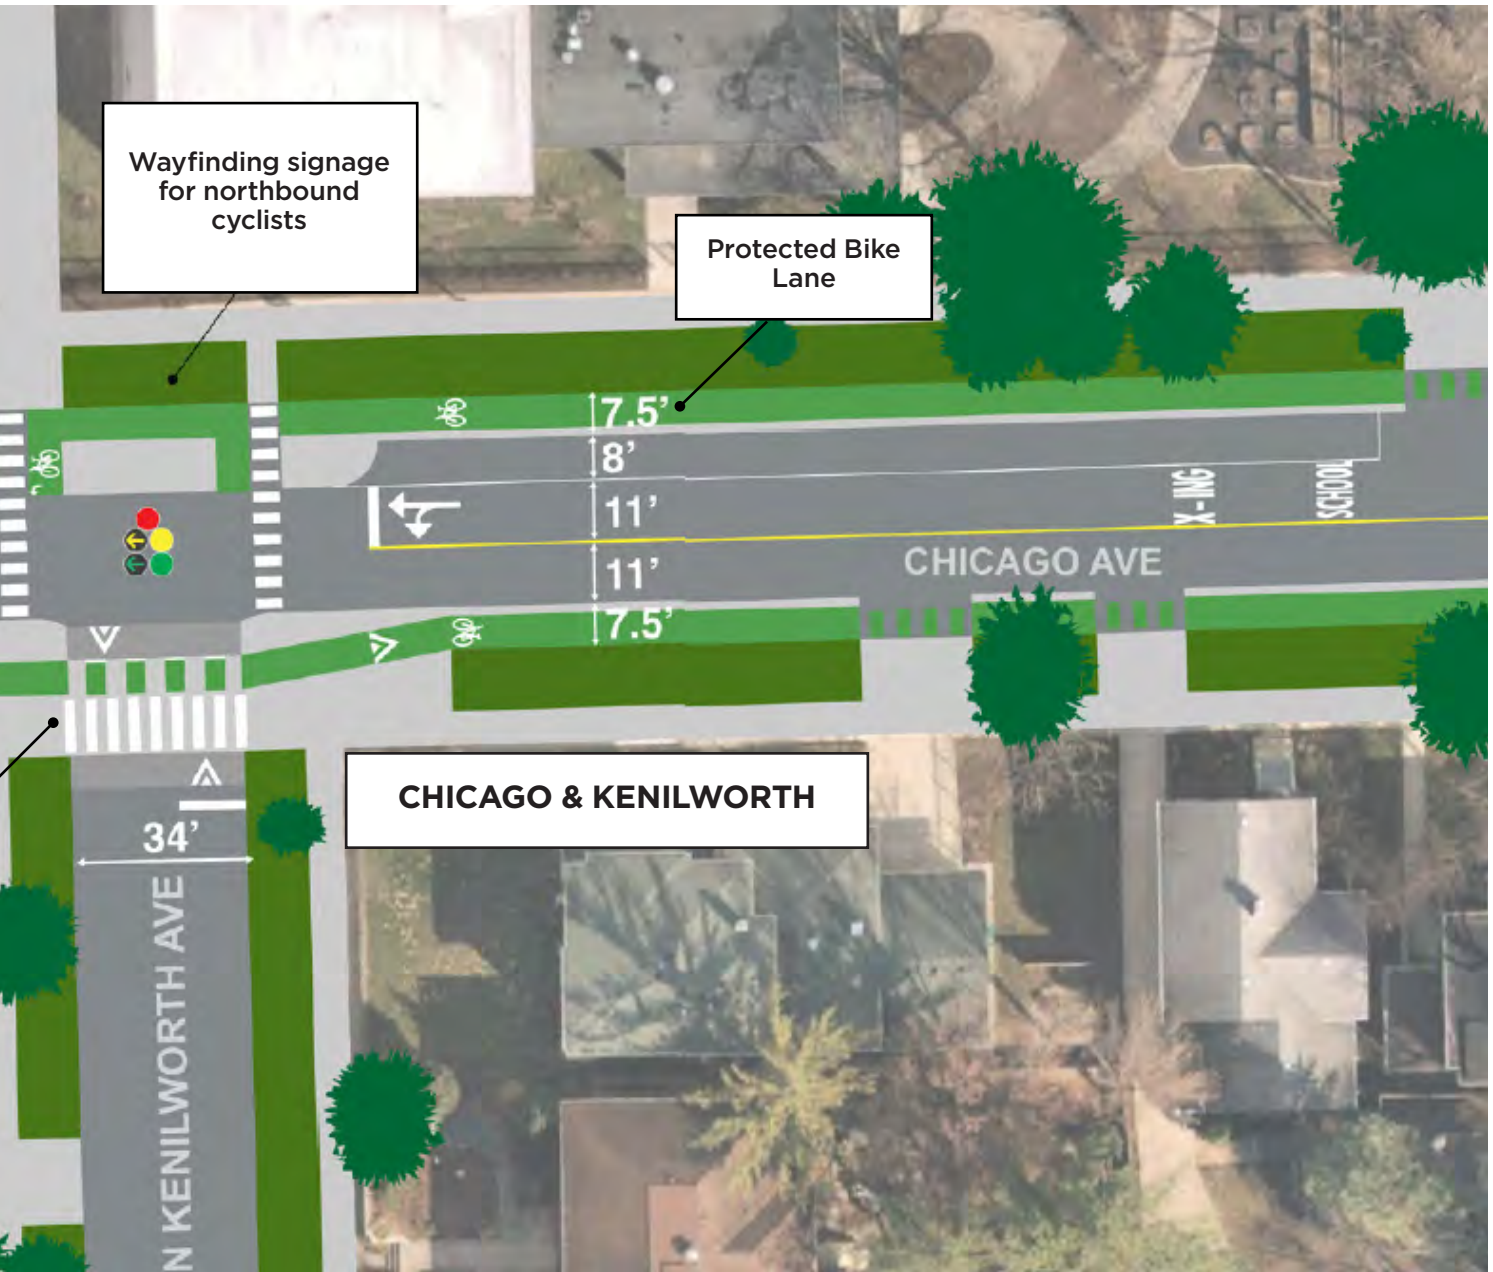 Wayfinding signage
for northbound
cyclists
Protected Bike
Lane
7.5’
8’
11’
X-ING
SCHOOL
11’
CHICAGO AVE
7.5’
CHICAGO & KENILWORTH
34’
N KENILWORTH AVE